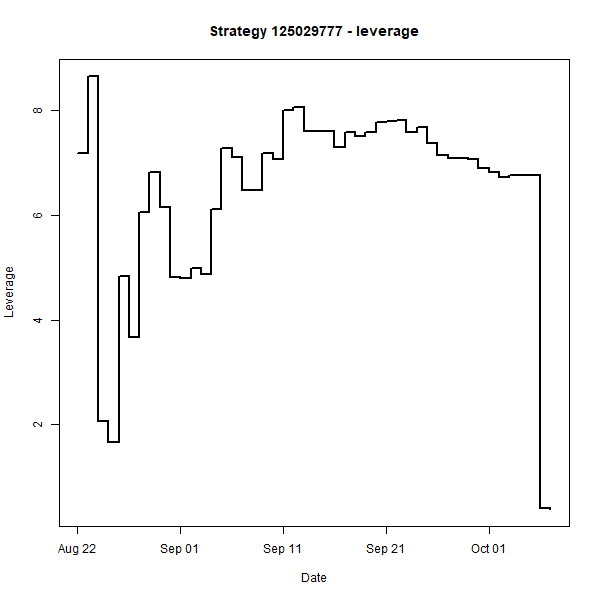 Strategy 125029777 - leverage
Leverage
8
6
4
2
Aug 22 Sep 01 Sep 11 Sep 21 Oct 01
Date